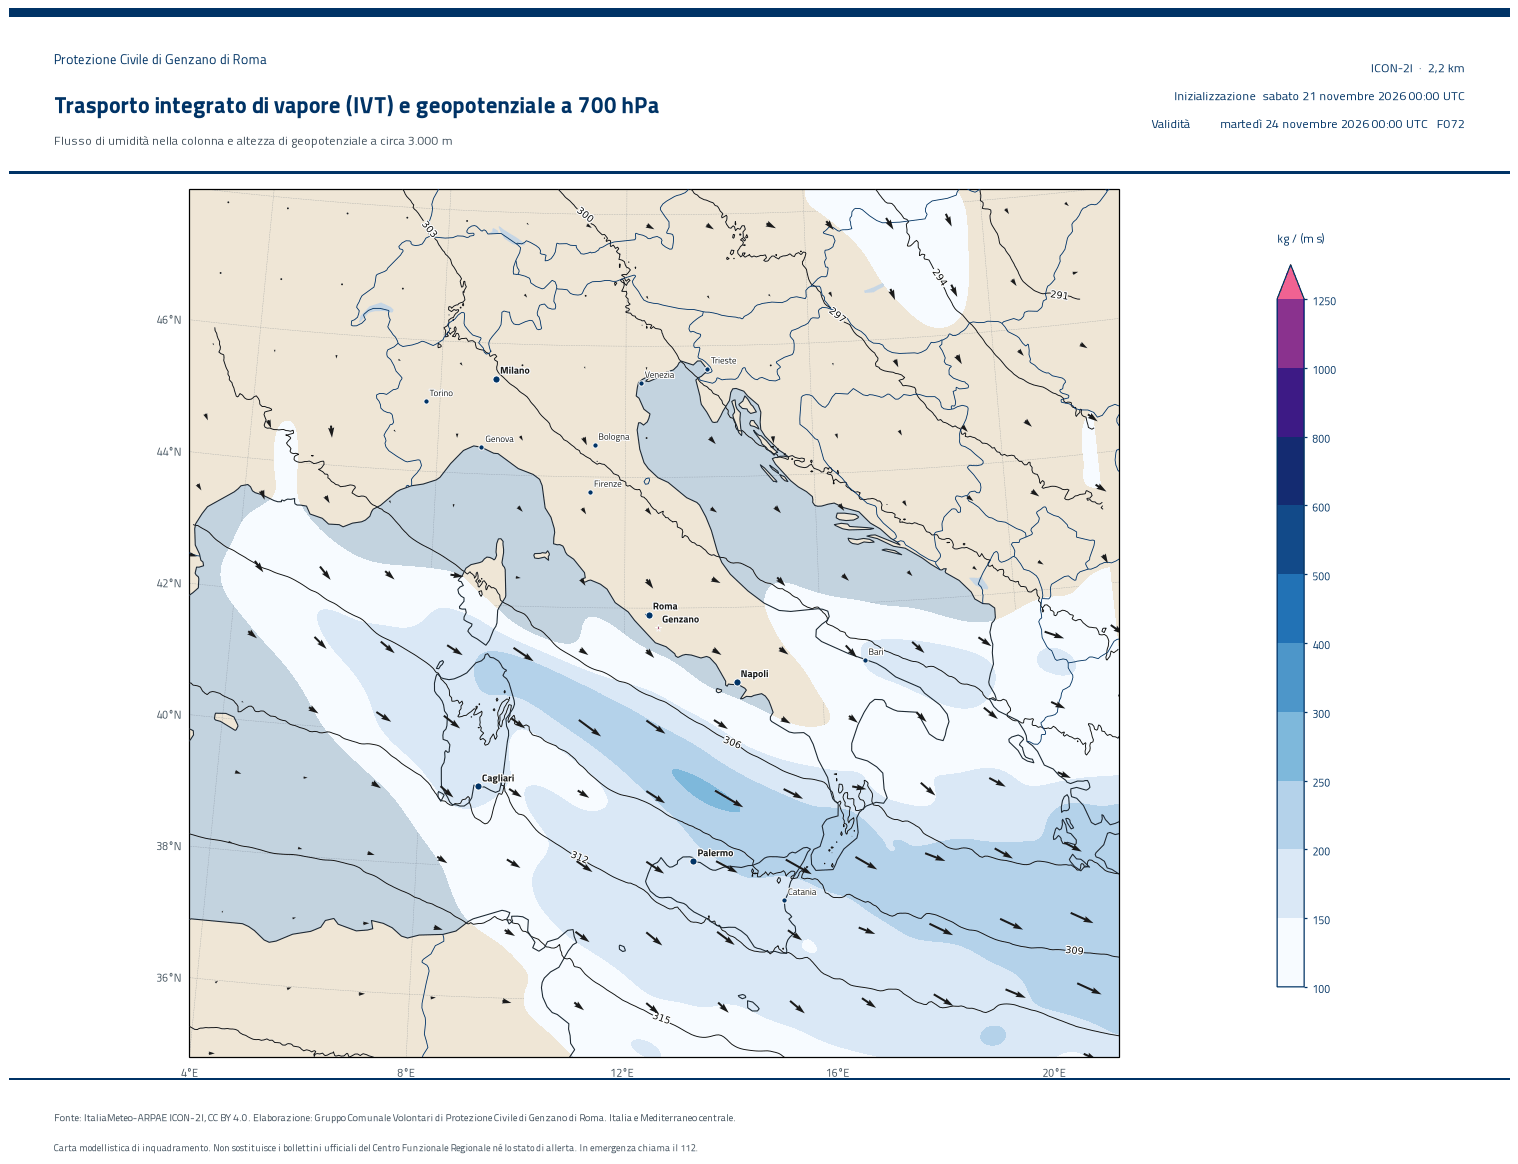 Protezione Civile di Genzano di Roma
Trasporto integrato di vapore (IVT) e geopotenziale a 700 hPa
Flusso di umidità nella colonna e altezza di geopotenziale a circa 3.000 m
ICON-2I · 2,2 km
Inizializzazione sabato 21 novembre 2026 00:00 UTC
Validità martedì 24 novembre 2026 00:00 UTC F072
kg / (m s)
1250
1000
800
600
500
400
300
250
200
150
100
46°N
44°N
42°N
40°N
38°N
36°N
4°E
8°E
12°E
16°E
20°E
303
300
297
294
291
306
312
309
315
Milano
Torino
Venezia
Trieste
Genova
Bologna
Firenze
Roma
Genzano
Napoli
Bari
Cagliari
Palermo
Catania
Fonte: ItaliaMeteo-ARPAE ICON-2I, CC BY 4.0. Elaborazione: Gruppo Comunale Volontari di Protezione Civile di Genzano di Roma. Italia e Mediterraneo centrale.
Carta modellistica di inquadramento. Non sostituisce i bollettini ufficiali del Centro Funzionale Regionale né lo stato di allerta. In emergenza chiama il 112.